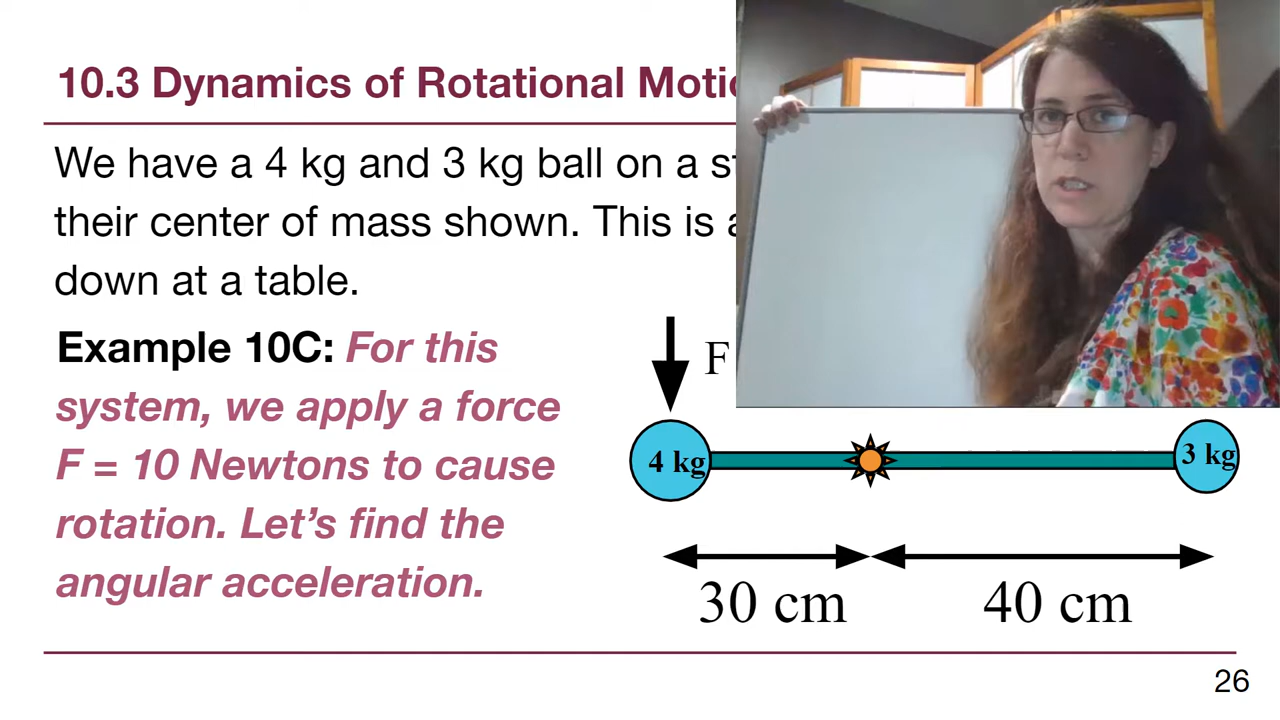 10.3 Dynamics of Rotational
We have a 4 kg and 3 kg ball on a
their center of mass shown. This is
down at a table.
Example 10C: For this
system, we apply a force
F = 10 Newtons to cause
rotation. Let’s find the
angular acceleration.
F
4 kg
3 kg
30 cm
40 cm
26